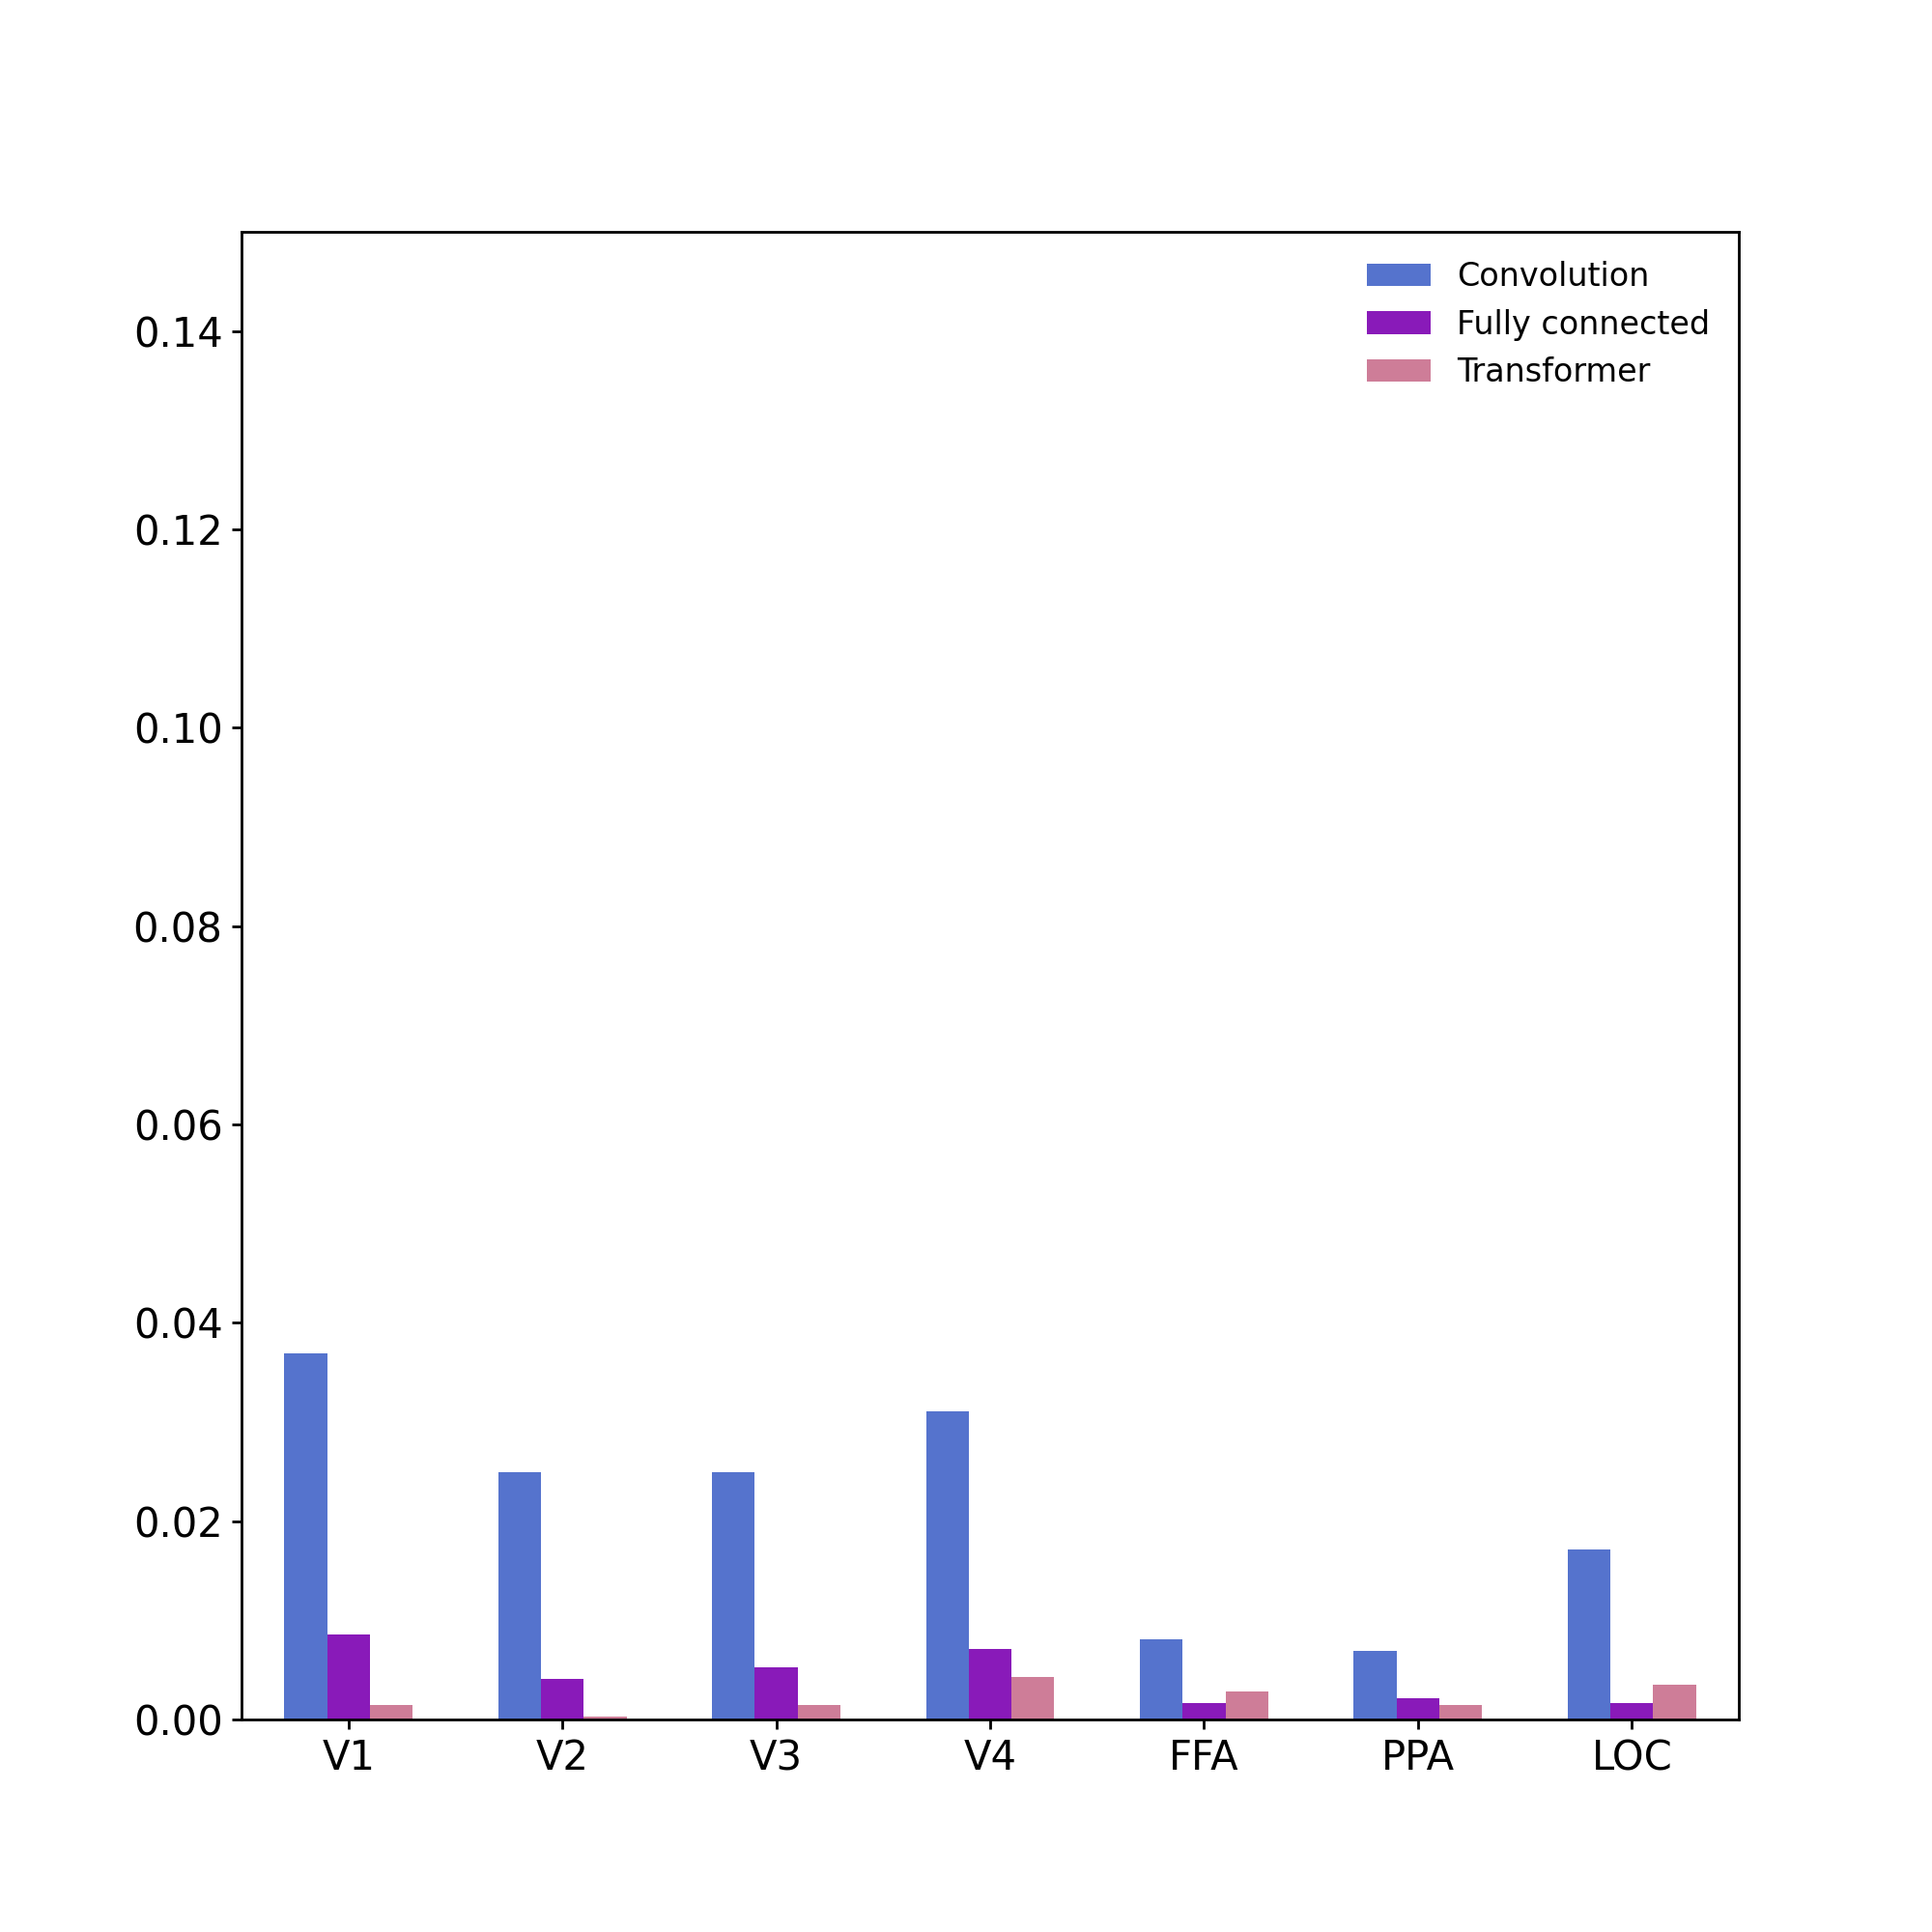 Convolution
Fully connected
Transformer
0.14
0.12
0.10
0.08
0.06
0.04
0.02
0.00
V1 V2 V3 V4 FFA PPA LOC